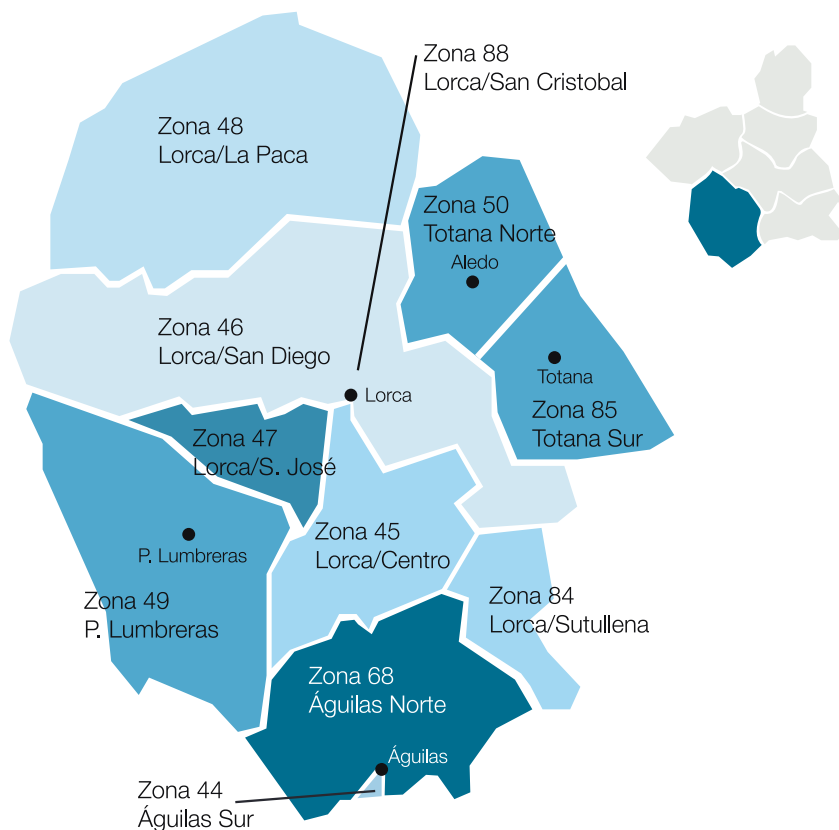 Zona 88
Lorca/San Cristobal
Zona 48
Lorca/La Paca
Zona 50
Totana Norte
Aledo
Zona 46
Lorca/San Diego
Totana
Lorca
Zona 85
Totana Sur
Zona 47
Lorca/S. José
P. Lumbreras
Zona 45
Lorca/Centro
Zona 49
P. Lumbreras
Zona 84
Lorca/Sutullena
Zona 68
Águilas Norte
Águilas
Zona 44
Águilas Sur